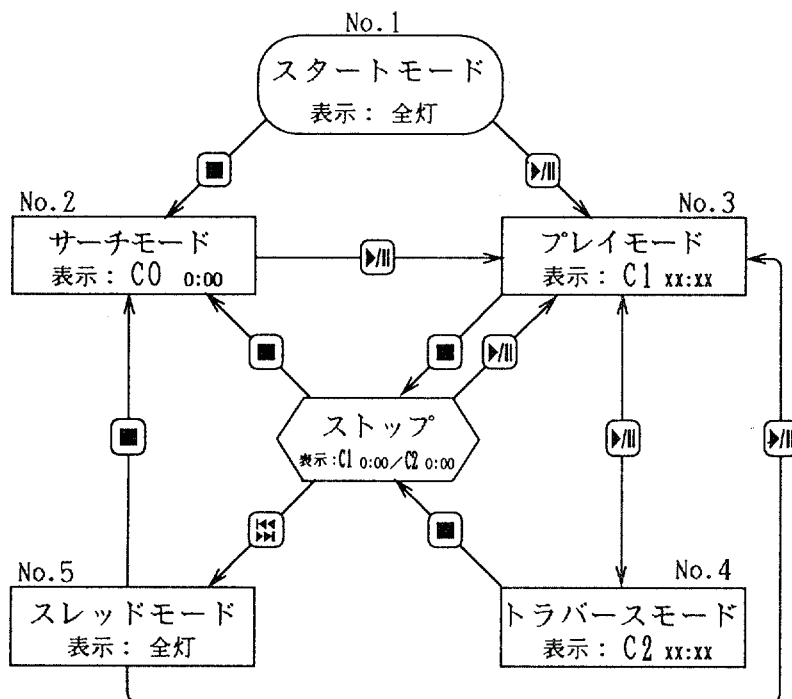 No.1
スタートモード
表示： 全灯
No.2
サーチモード
表示： C0 0:00
No.3
プレイモード
表示： C1 xx:xx
ストップ
表示：C1 0:00／C2 0:00
No.5
スレッドモード
表示： 全灯
No.4
トラバースモード
表示： C2 xx:xx